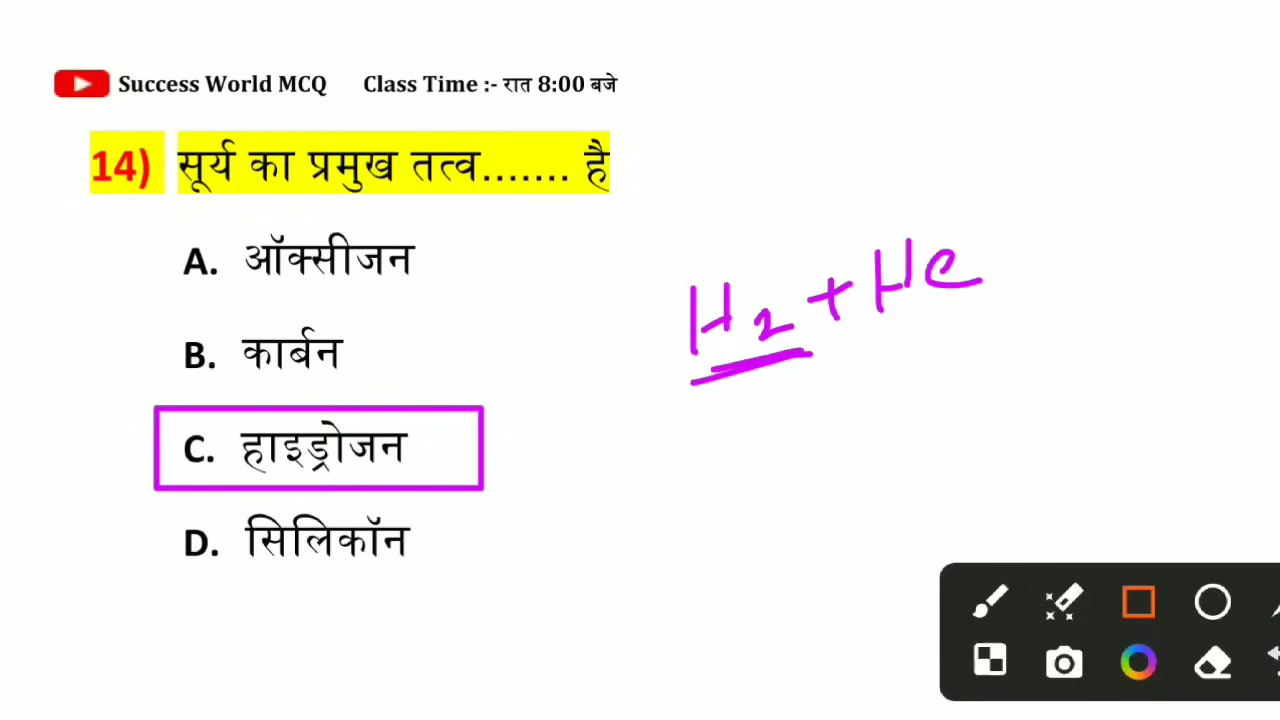 Success World MCQ Class Time :- रात 8:00 बजे
14) सूर्य का प्रमुख तत्व....... है
A. ऑक्सीजन
B. कार्बन
C. हाइड्रोजन
D. सिलिकॉन
H2 + He